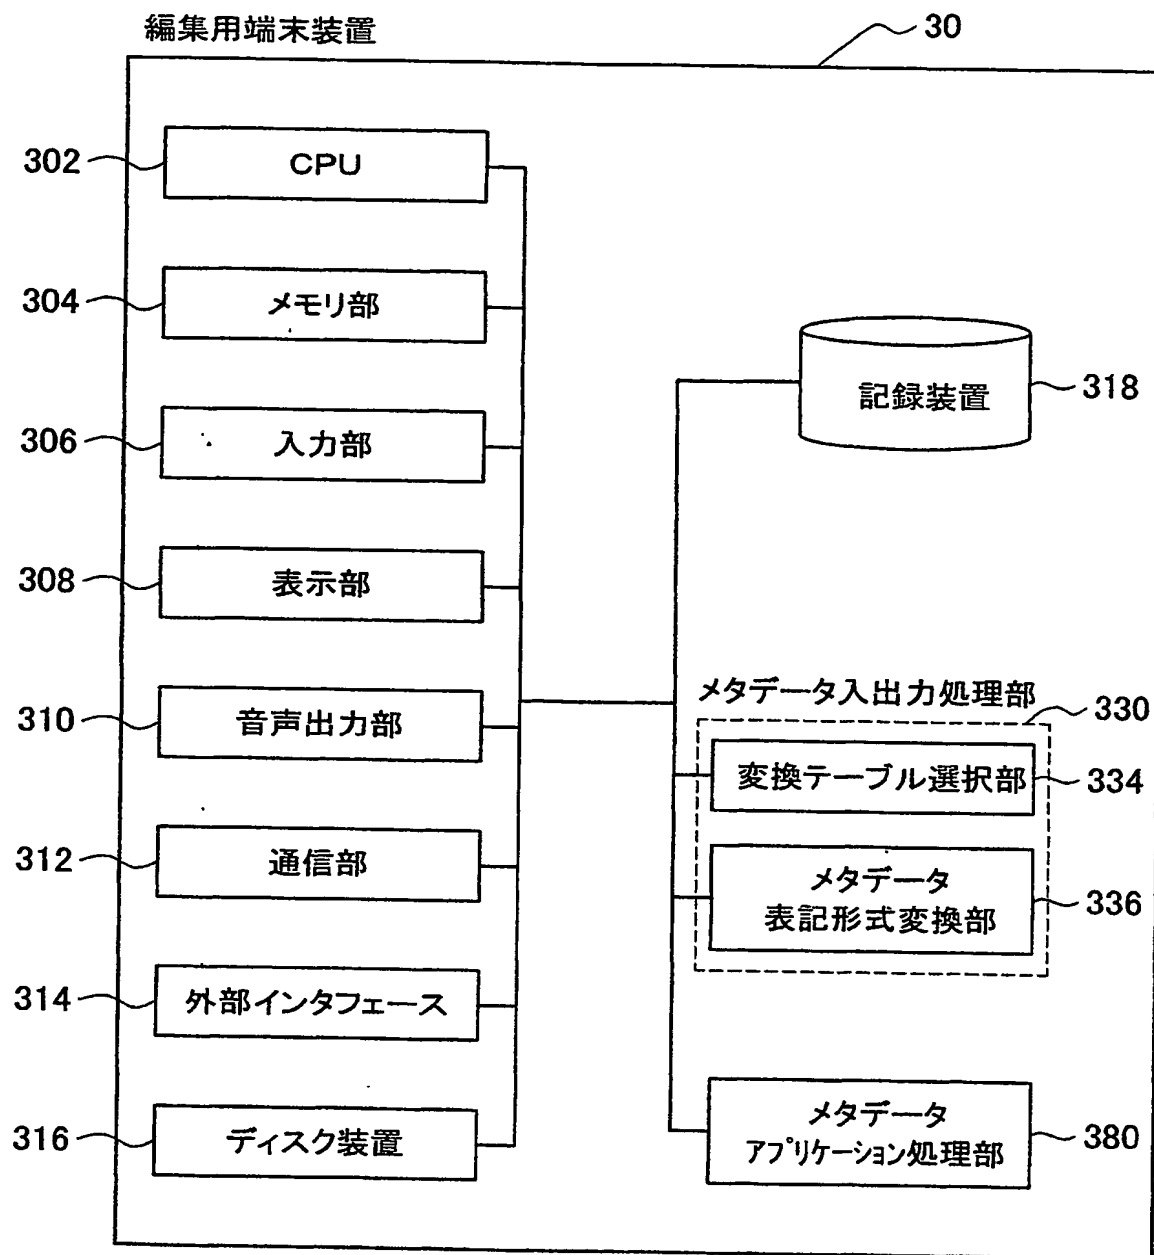 編集用端末装置
30
302
CPU
304
メモリ部
306
入力部
308
表示部
310
音声出力部
312
通信部
314
外部インタフェース
316
ディスク装置
記録装置
318
メタデータ入出力処理部
330
変換テーブル選択部
334
メタデータ
表記形式変換部
336
メタデータ
アプリケーション処理部
380